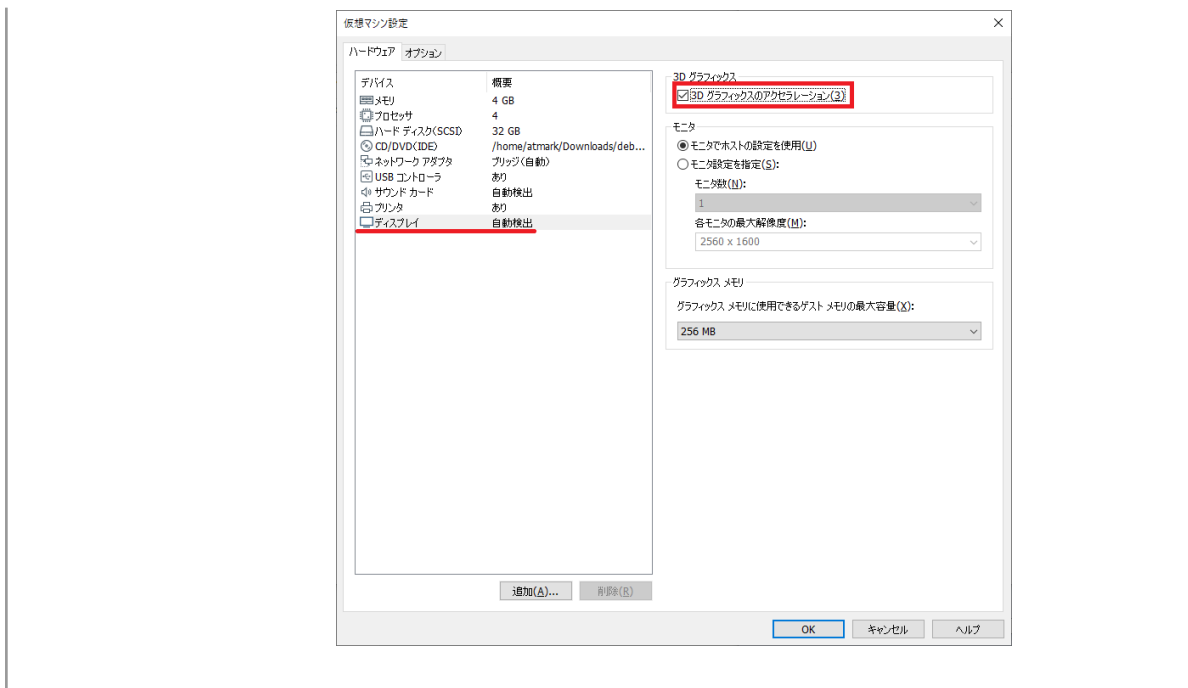 仮想マシン設定
ハードウェア オプション
デバイス 概要
メモリ 4 GB
プロセッサ 4
ハード ディスク(SCSI) 32 GB
CD/DVD(IDE) /home/atmark/Downloads/deb...
ネットワーク アダプタ ブリッジ(自動)
USB コントローラ あり
サウンド カード 自動検出
プリンタ あり
ディスプレイ 自動検出
追加(A)... 削除(R)
3D グラフィックス
3D グラフィックスのアクセラレーション(3)
モニタ
モニタでホストの設定を使用(U)
モニタ設定を指定(S):
モニタ数(N):
1
各モニタの最大解像度(M):
2560 x 1600
グラフィックス メモリ
グラフィックス メモリに使用できるゲスト メモリの最大容量(X):
256 MB
OK キャンセル ヘルプ